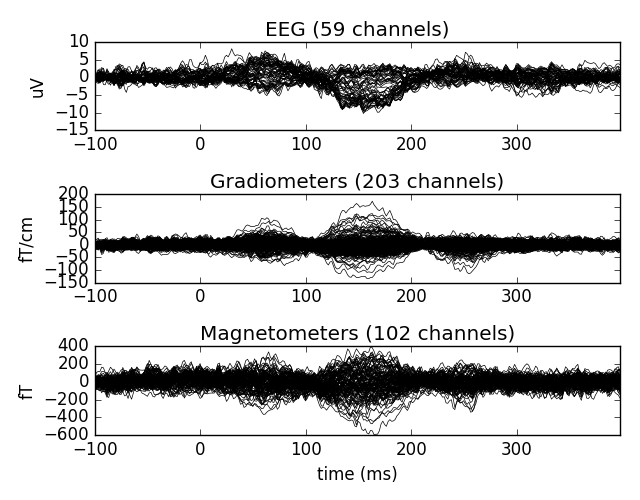 EEG (59 channels)
10
5
0
−5
−10
−15
uV
−100 0 100 200 300
Gradiometers (203 channels)
200
150
100
50
0
−50
−100
−150
fT/cm
−100 0 100 200 300
Magnetometers (102 channels)
400
200
0
−200
−400
−600
fT
−100 0 100 200 300
time (ms)